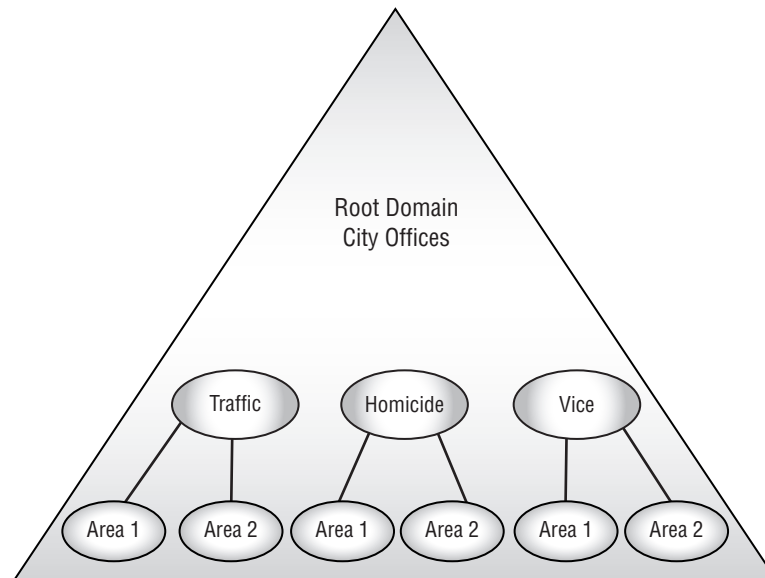 Root Domain
City Offices
Traffic
Homicide
Vice
Area 1
Area 2
Area 1
Area 2
Area 1
Area 2